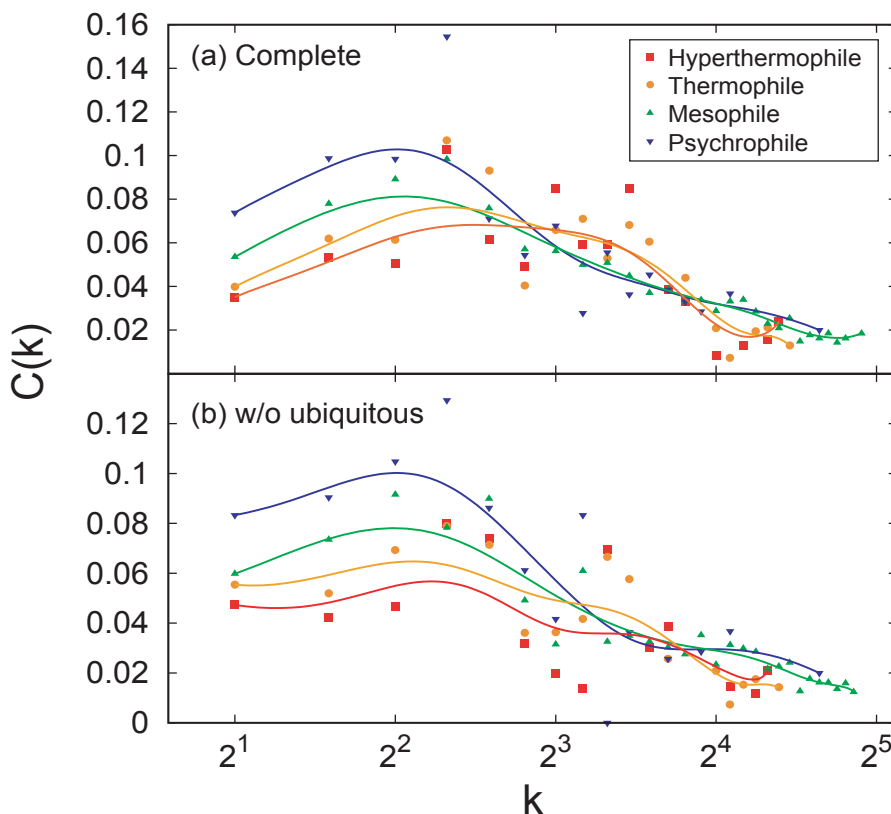 0.16
(a) Complete
Hyperthermophile
0.14
Thermophile
0.12
Mesophile
0.1
Psychrophile
0.08
0.06
0.04
0.02
C(k)
(b) w/o ubiquitous
0.12
0.1
0.08
0.06
0.04
0.02
0
2^1 2^2 2^3 2^4 2^5
k